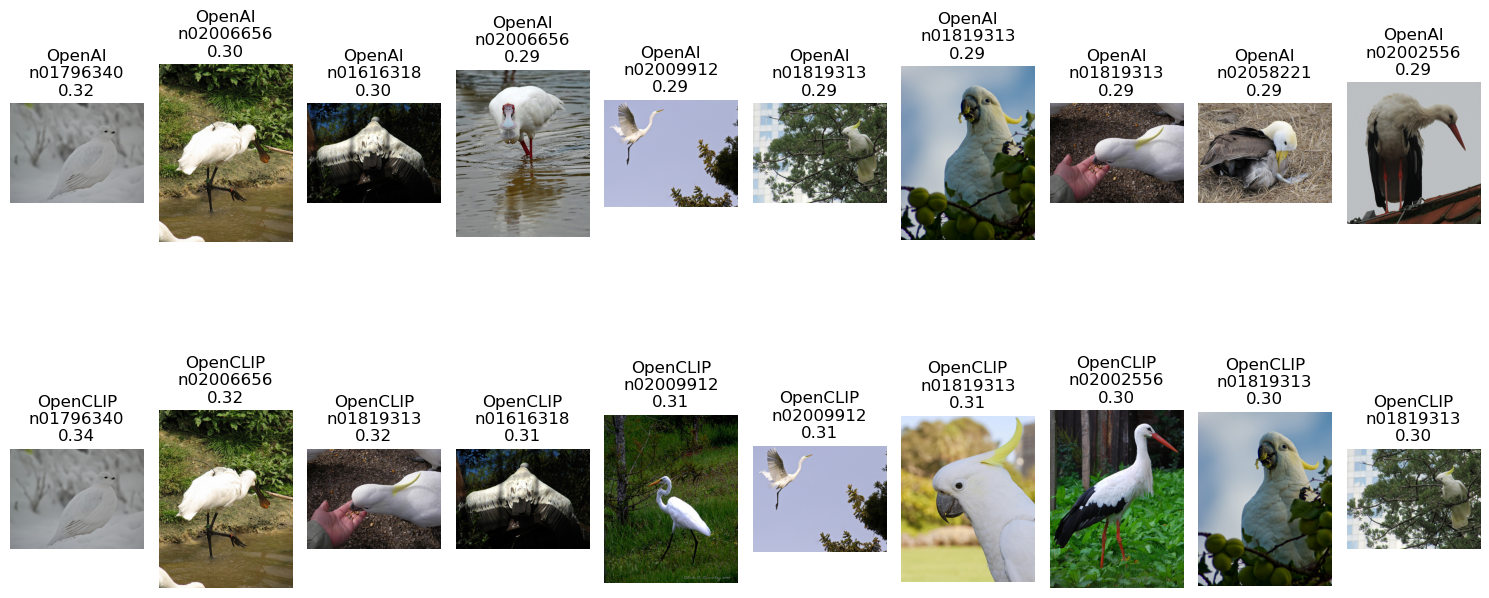 OpenAI
n01796340
0.32
OpenAI
n02006656
0.30
OpenAI
n01616318
0.30
OpenAI
n02006656
0.29
OpenAI
n02009912
0.29
OpenAI
n01819313
0.29
OpenAI
n01819313
0.29
OpenAI
n01819313
0.29
OpenAI
n02058221
0.29
OpenAI
n02002556
0.29
OpenCLIP
n01796340
0.34
OpenCLIP
n02006656
0.32
OpenCLIP
n01819313
0.32
OpenCLIP
n01616318
0.31
OpenCLIP
n02009912
0.31
OpenCLIP
n02009912
0.31
OpenCLIP
n01819313
0.31
OpenCLIP
n02002556
0.30
OpenCLIP
n01819313
0.30
OpenCLIP
n01819313
0.30